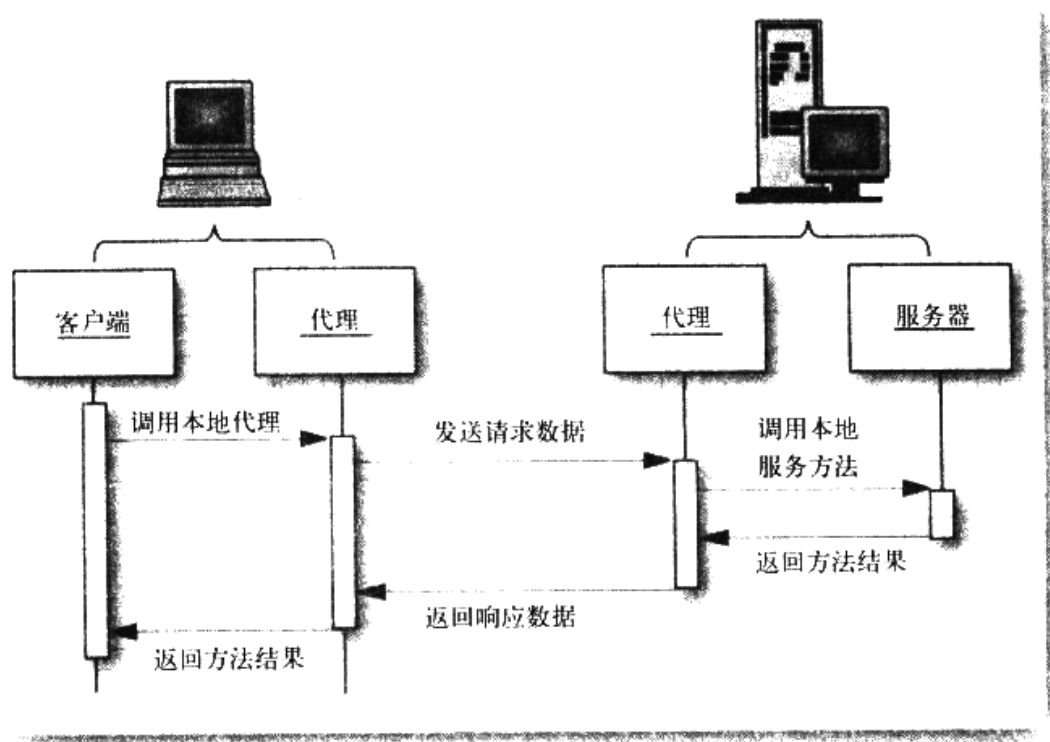 客户端
代理
代理
服务器
调用本地代理
发送请求数据
调用本地
服务方法
返回方法结果
返回响应数据
返回方法结果